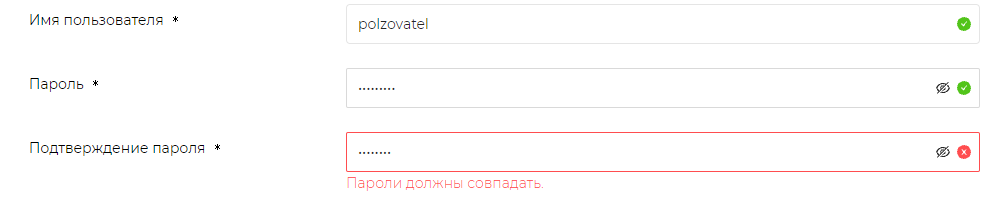 Имя пользователя *
polzovatel
Пароль *
•••••••••
Подтверждение пароля *
••••••••
Пароли должны совпадать.